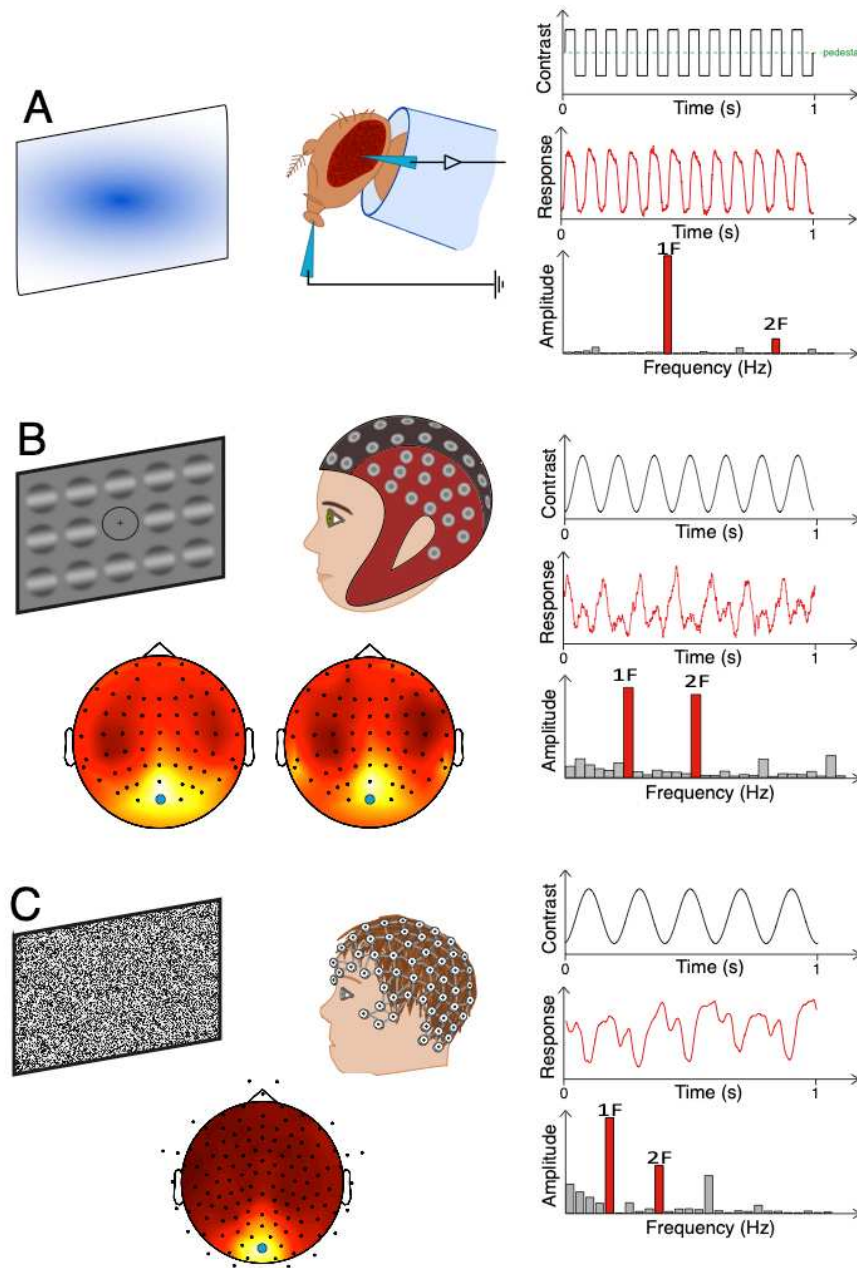 A
Contrast
pedesta
0
Time (s)
1
Response
0
Time (s)
1
Amplitude
1F
2F
Frequency (Hz)
B
Contrast
0
Time (s)
1
Response
0
Time (s)
1
Amplitude
1F
2F
Frequency (Hz)
C
Contrast
0
Time (s)
1
Response
0
Time (s)
1
Amplitude
1F
2F
Frequency (Hz)